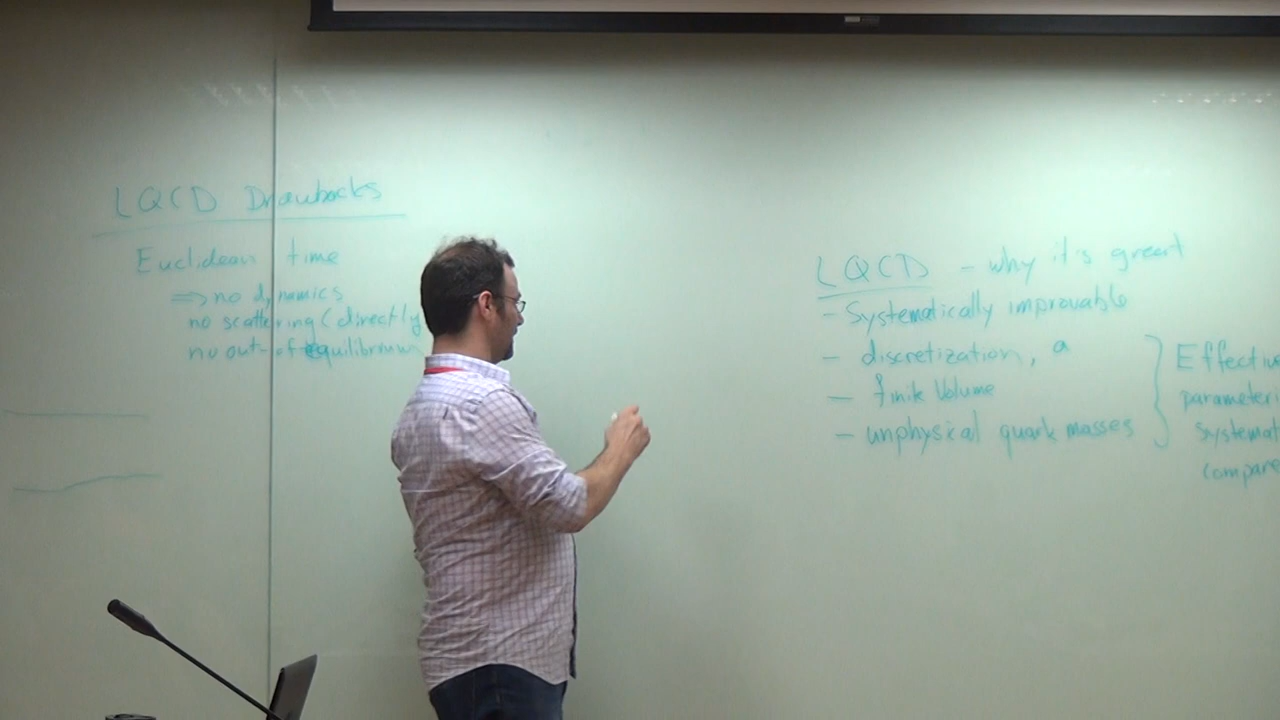 LQCD Drawbacks
Euclidean time
⇒ no dynamics
no scattering (directly
no out-of equilibrium
LQCD - why it's great
- Systematically improvable
- discretization, a
- finite Volume
- unphysical quark masses
Effectiv
parameteri
systemat
compare